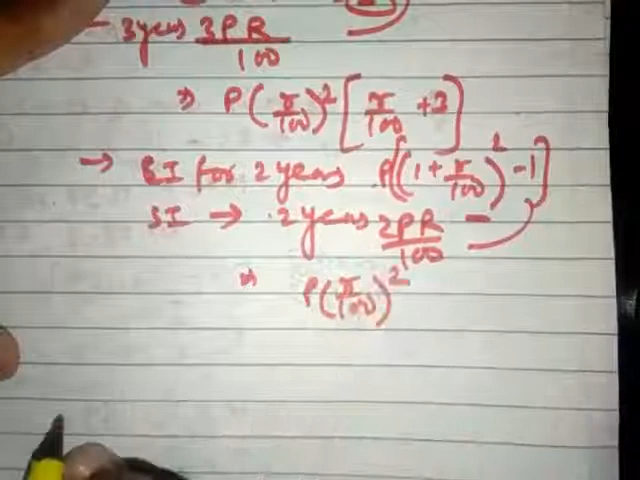 - 3 years 3PR/100
⇒ P(r/100)²[r/100 + 3]
→ CI for 2 years P[(1+r/100)² - 1]
SI → 2 years 2PR/100 -
⇒ P(r/100)²